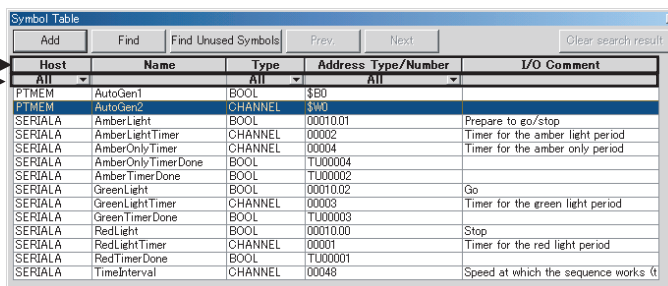 Symbol Table
Add Find Find Unused Symbols Prev. Next Clear search result
Host Name Type Address Type/Number I/O Comment
All All All
PTMEM AutoGen1 BOOL $B0
PTMEM AutoGen2 CHANNEL $W0
SERIALA AmberLight BOOL 00010.01 Prepare to go/stop
SERIALA AmberLightTimer CHANNEL 00002 Timer for the amber light period
SERIALA AmberOnlyTimer CHANNEL 00004 Timer for the amber only period
SERIALA AmberOnlyTimerDone BOOL TU00004
SERIALA AmberTimerDone BOOL TU00002
SERIALA GreenLight BOOL 00010.02 Go
SERIALA GreenLightTimer CHANNEL 00003 Timer for the green light period
SERIALA GreenTimerDone BOOL TU00003
SERIALA RedLight BOOL 00010.00 Stop
SERIALA RedLightTimer CHANNEL 00001 Timer for the red light period
SERIALA RedTimerDone BOOL TU00001
SERIALA TimeInterval CHANNEL 00048 Speed at which the sequence works (t